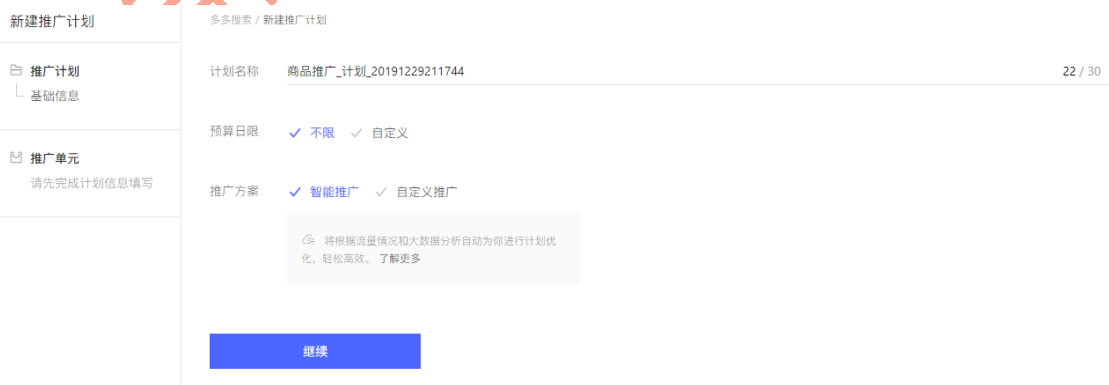 新建推广计划
推广计划
基础信息
推广单元
请先完成计划信息填写
多多搜索 / 新建推广计划
计划名称 商品推广_计划_20191229211744 22 / 30
预算日限 不限 自定义
推广方案 智能推广 自定义推广
将根据流量情况和大数据分析自动为你进行计划优
化，轻松高效。 了解更多
继续